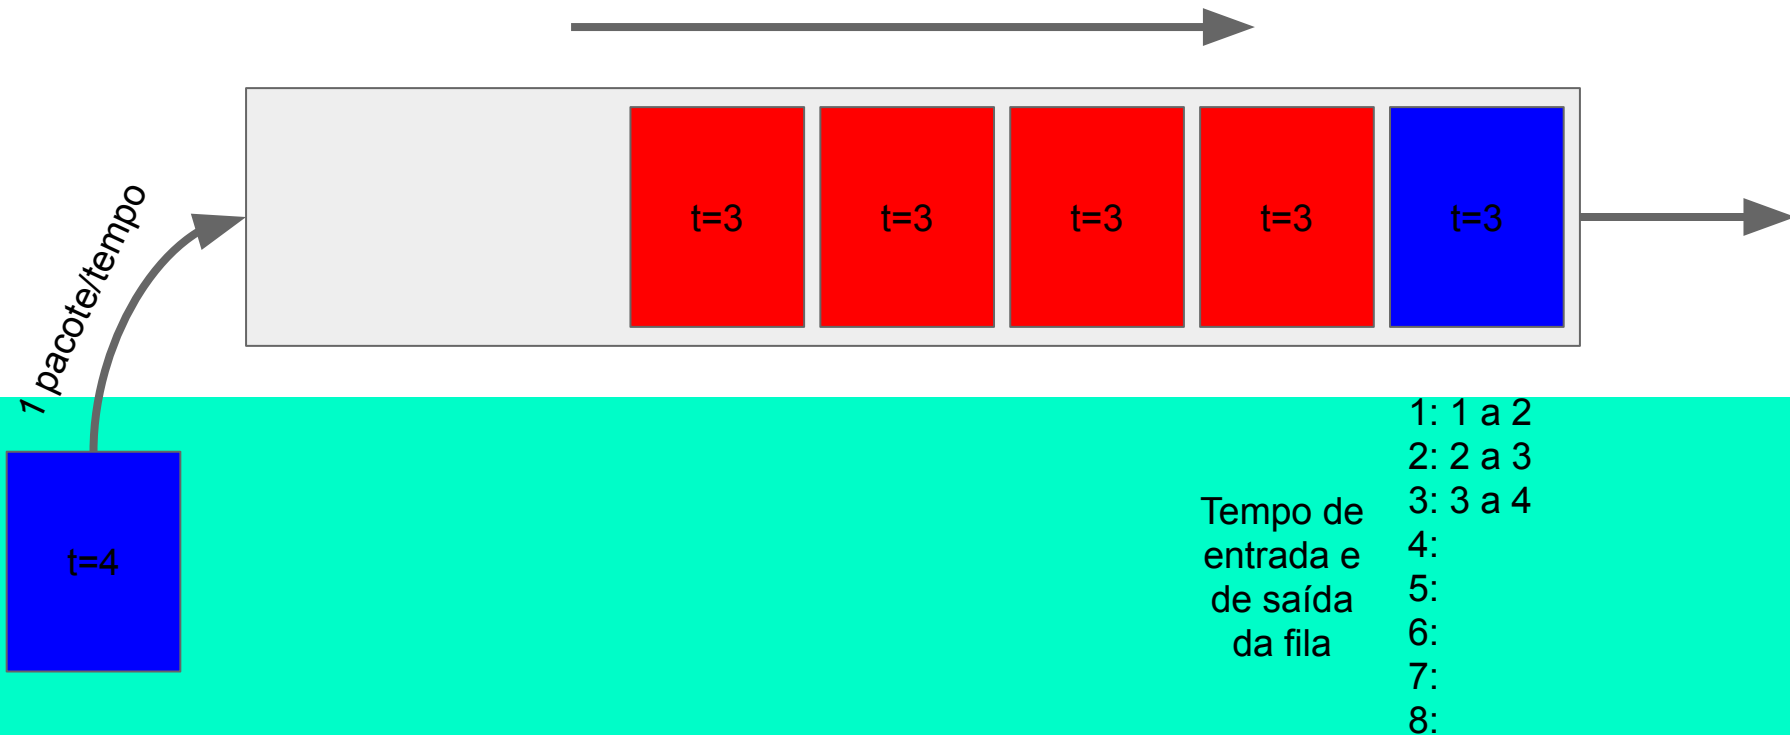 1 pacote/tempo
t=3
t=3
t=3
t=3
t=3
t=4
Tempo de
entrada e
de saída
da fila
1: 1 a 2
2: 2 a 3
3: 3 a 4
4:
5:
6:
7:
8: